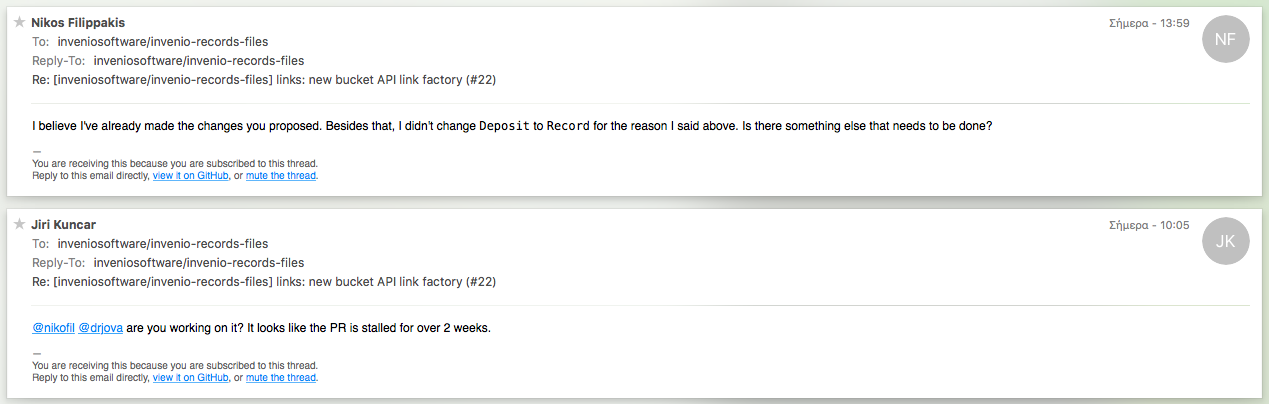 Nikos Filippakis
Σήμερα - 13:59
NF
To: inveniosoftware/invenio-records-files
Reply-To: inveniosoftware/invenio-records-files
Re: [inveniosoftware/invenio-records-files] links: new bucket API link factory (#22)
I believe I've already made the changes you proposed. Besides that, I didn't change Deposit to Record for the reason I said above. Is there something else that needs to be done?
—
You are receiving this because you are subscribed to this thread.
Reply to this email directly, view it on GitHub, or mute the thread.
Jiri Kuncar
Σήμερα - 10:05
JK
To: inveniosoftware/invenio-records-files
Reply-To: inveniosoftware/invenio-records-files
Re: [inveniosoftware/invenio-records-files] links: new bucket API link factory (#22)
@nikofil @drjova are you working on it? It looks like the PR is stalled for over 2 weeks.
—
You are receiving this because you are subscribed to this thread.
Reply to this email directly, view it on GitHub, or mute the thread.